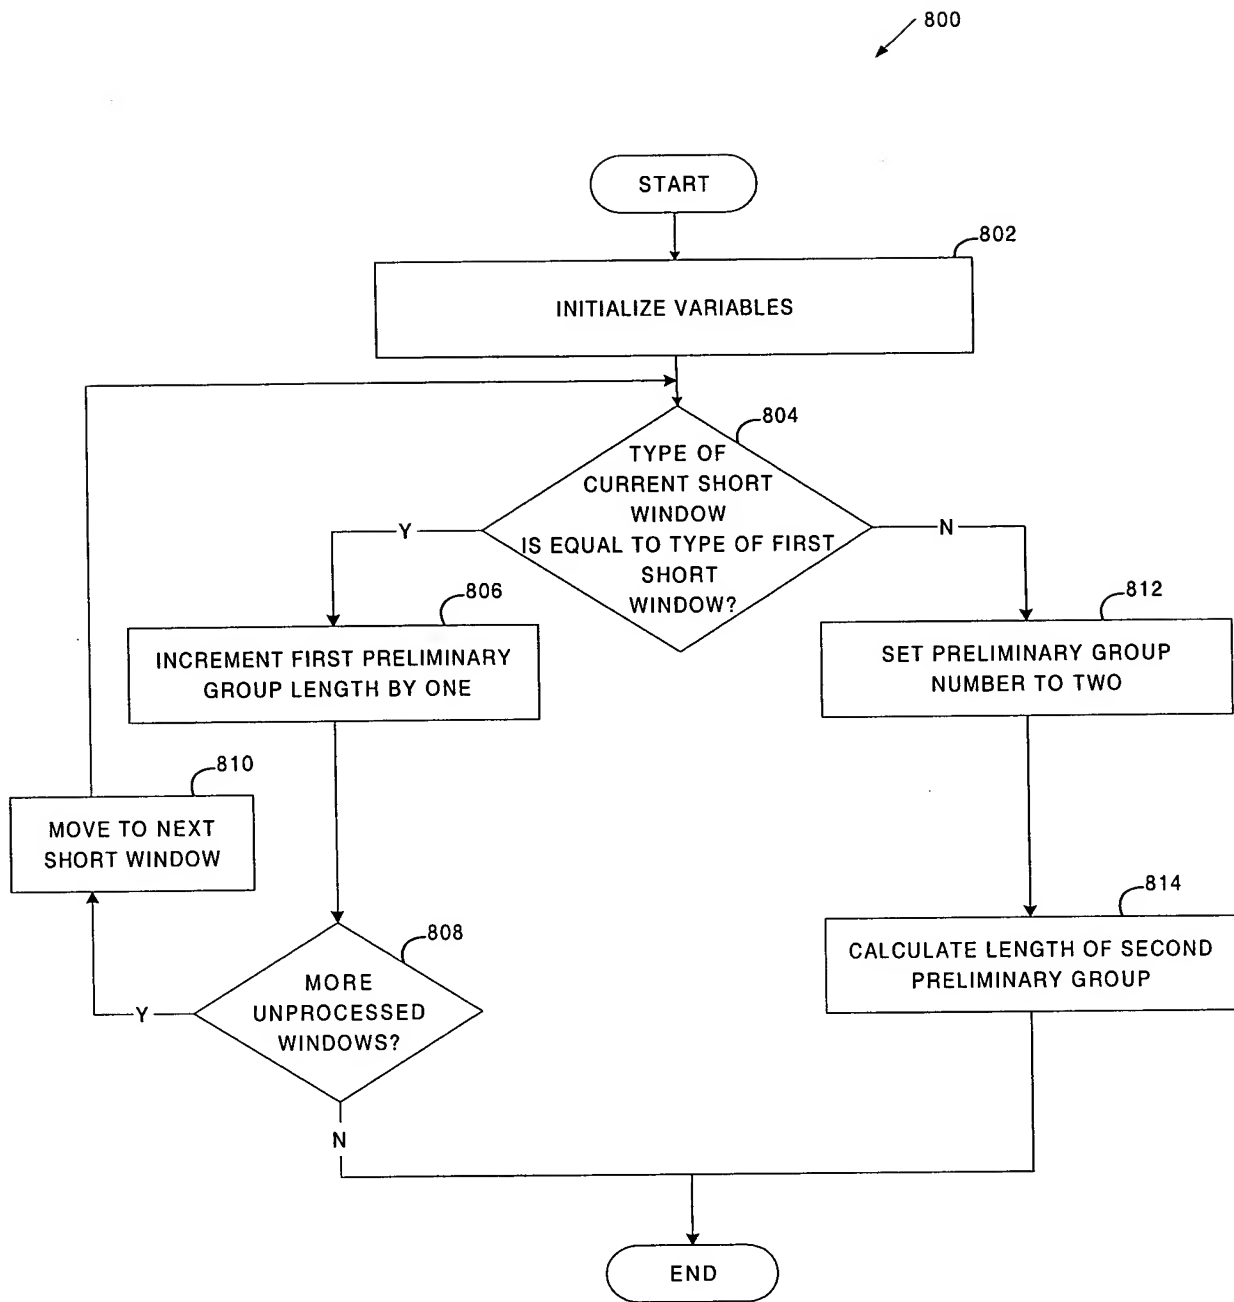 800
START
802
INITIALIZE VARIABLES
804
TYPE OF
CURRENT SHORT
WINDOW
IS EQUAL TO TYPE OF FIRST
SHORT
WINDOW?
Y
N
806
INCREMENT FIRST PRELIMINARY
GROUP LENGTH BY ONE
812
SET PRELIMINARY GROUP
NUMBER TO TWO
810
MOVE TO NEXT
SHORT WINDOW
808
MORE
UNPROCESSED
WINDOWS?
Y
N
814
CALCULATE LENGTH OF SECOND
PRELIMINARY GROUP
END